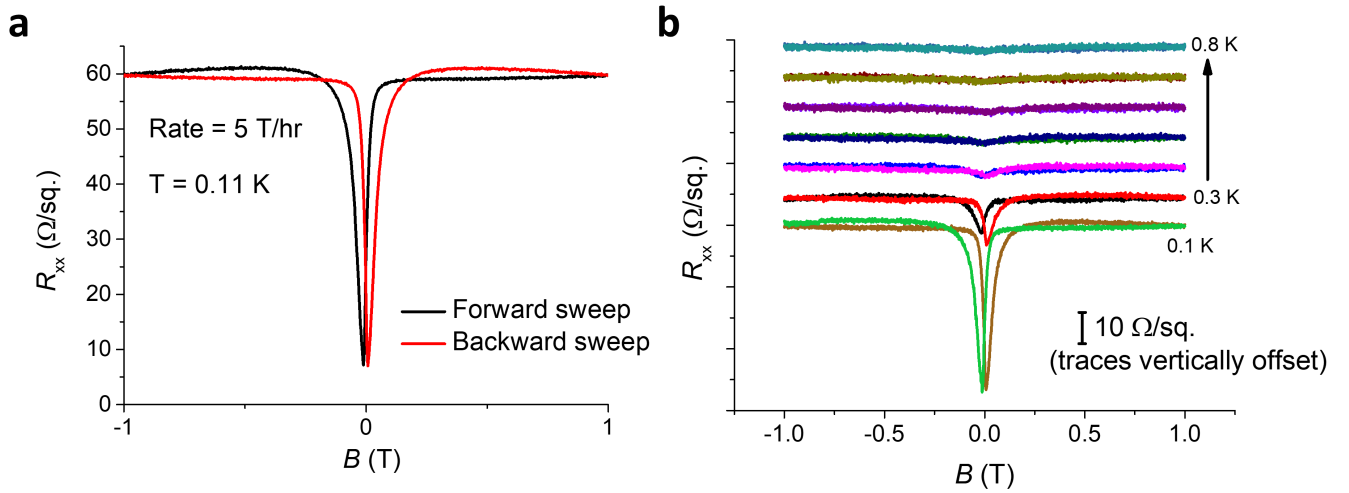 a
R_xx (Ω/sq.)
60
50
40
30
20
10
0
Rate = 5 T/hr
T = 0.11 K
Forward sweep
Backward sweep
-1
0
1
B (T)
b
R_xx (Ω/sq.)
0.8 K
0.3 K
0.1 K
10 Ω/sq.
(traces vertically offset)
-1.0
-0.5
0.0
0.5
1.0
B (T)